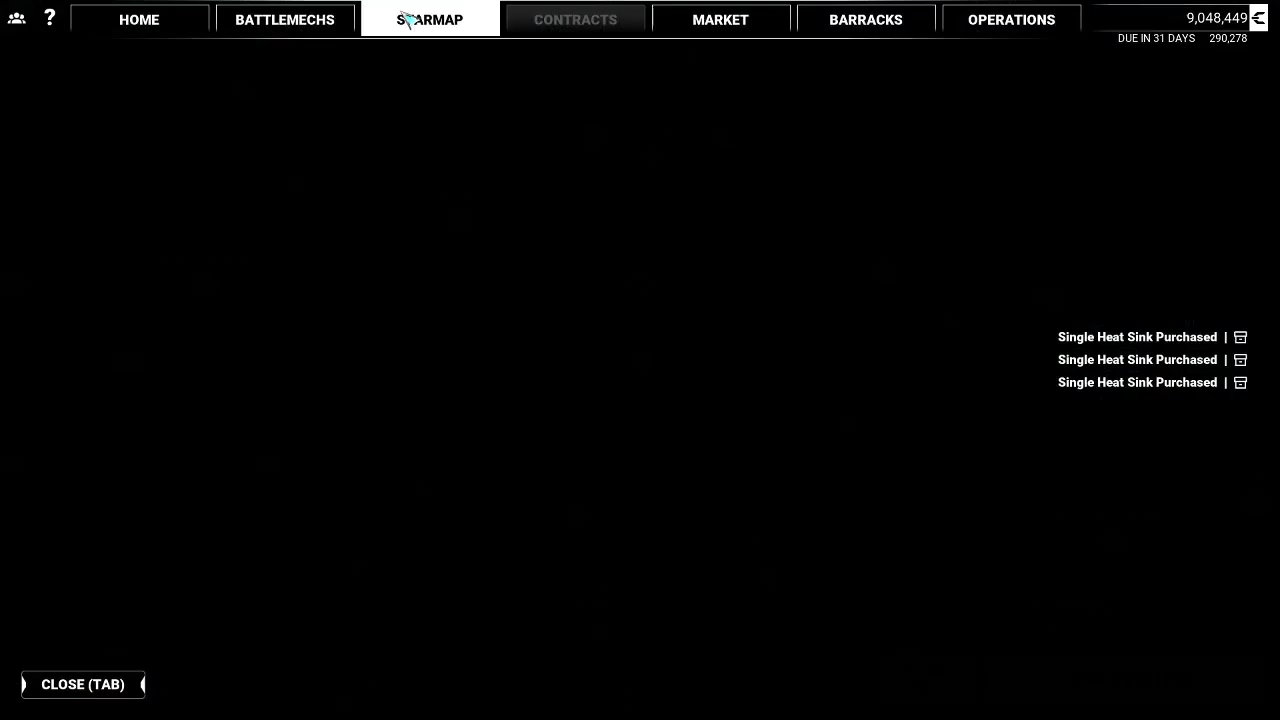 ? HOME BATTLEMECHS STARMAP CONTRACTS MARKET BARRACKS OPERATIONS 9,048,449
DUE IN 31 DAYS 290,278
Single Heat Sink Purchased |
Single Heat Sink Purchased |
Single Heat Sink Purchased |
CLOSE (TAB)